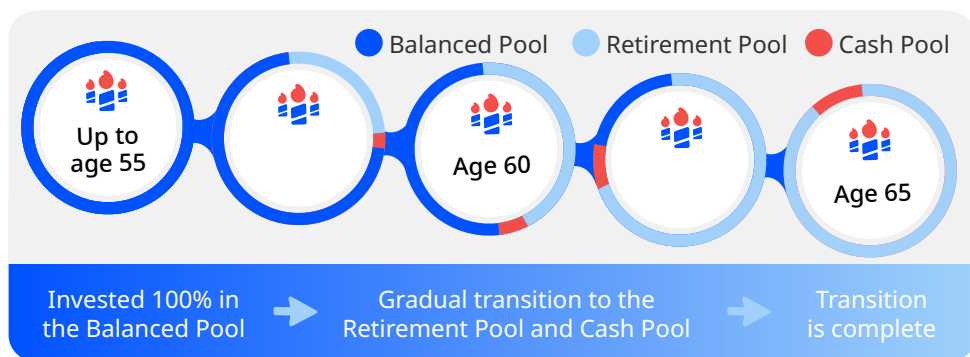 Balanced Pool
Retirement Pool
Cash Pool
Up to
age 55
Age 60
Age 65
Invested 100% in
the Balanced Pool
Gradual transition to the
Retirement Pool and Cash Pool
Transition
is complete